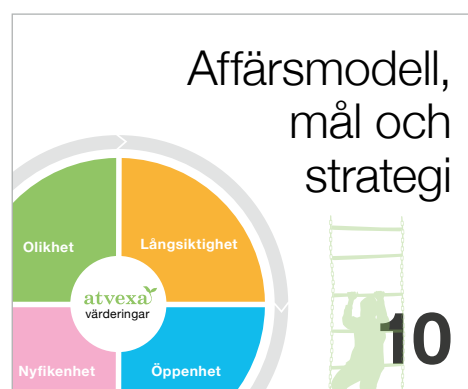 Affärsmodell,
mål och
strategi
Olikhet
Långsiktighet
atvexa
värderingar
Nyfikenhet
Öppenhet
10